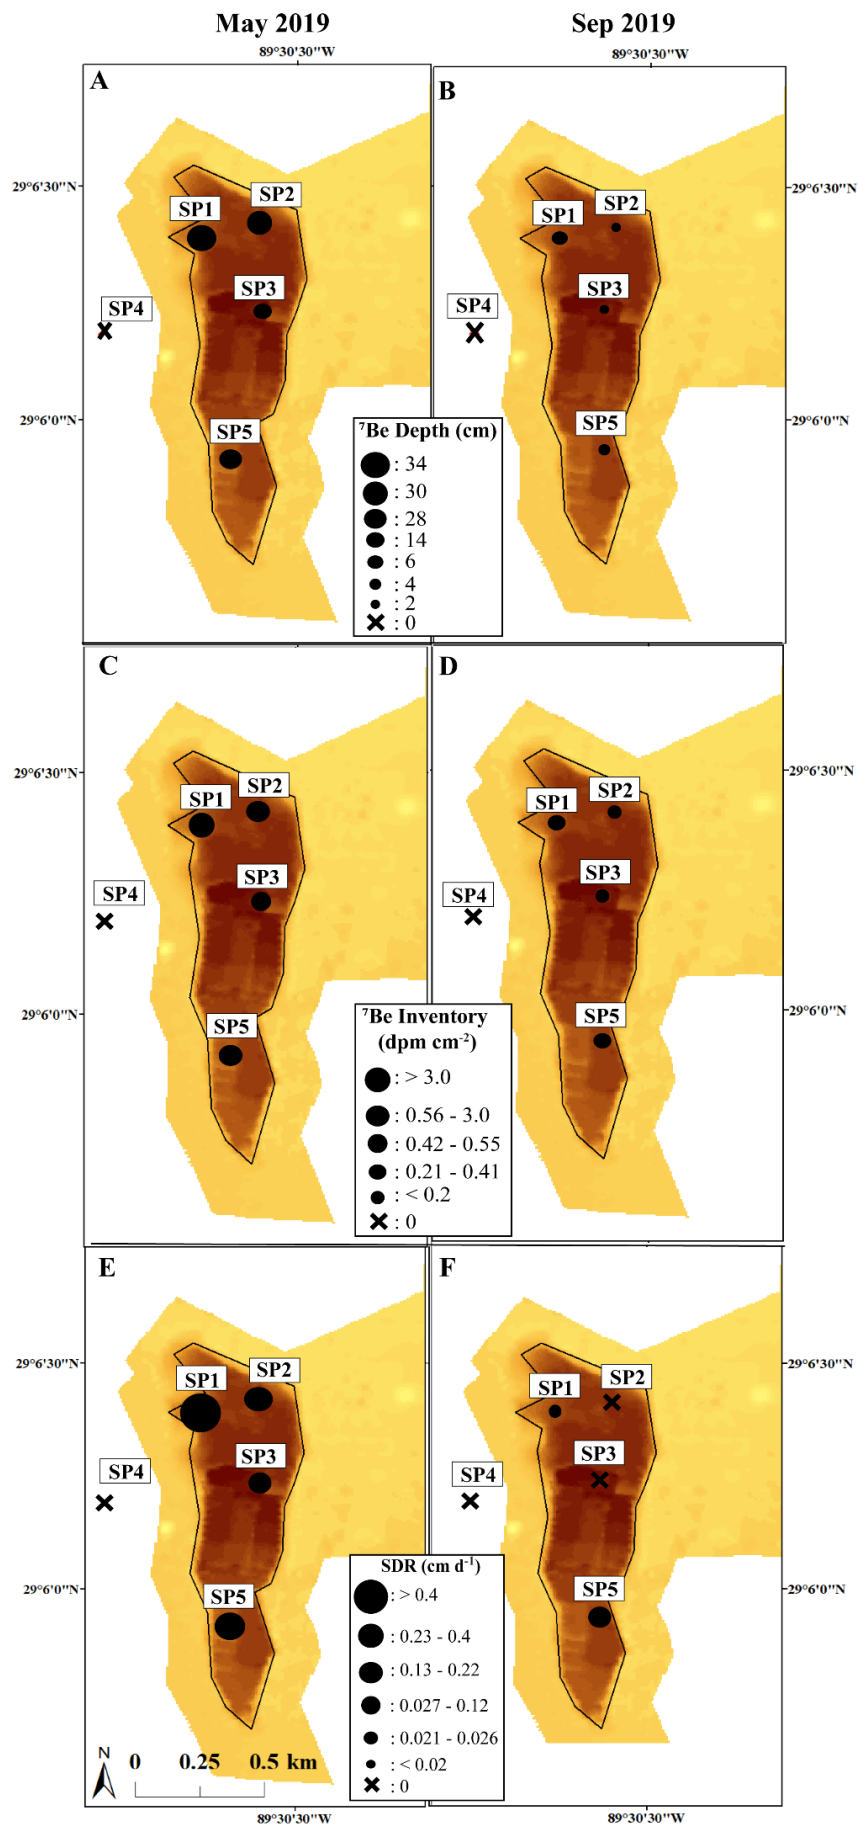 May 2019
Sep 2019
89°30'30"W
89°30'30"W
A
B
29°6'30"N
29°6'30"N
SP2
SP1
SP2
SP1
SP3
SP3
SP4
SP4
29°6'0"N
29°6'0"N
SP5
SP5
⁷Be Depth (cm)
: 34
: 30
: 28
: 14
: 6
: 4
: 2
: 0
C
D
29°6'30"N
29°6'30"N
SP2
SP1
SP2
SP1
SP3
SP3
SP4
SP4
29°6'0"N
29°6'0"N
SP5
SP5
⁷Be Inventory
(dpm cm⁻²)
: > 3.0
: 0.56 - 3.0
: 0.42 - 0.55
: 0.21 - 0.41
: < 0.2
: 0
E
F
29°6'30"N
29°6'30"N
SP2
SP1
SP2
SP1
SP3
SP3
SP4
SP4
29°6'0"N
29°6'0"N
SP5
SP5
SDR (cm d⁻¹)
: > 0.4
: 0.23 - 0.4
: 0.13 - 0.22
: 0.027 - 0.12
: 0.021 - 0.026
: < 0.02
: 0
N
0 0.25 0.5 km
89°30'30"W
89°30'30"W